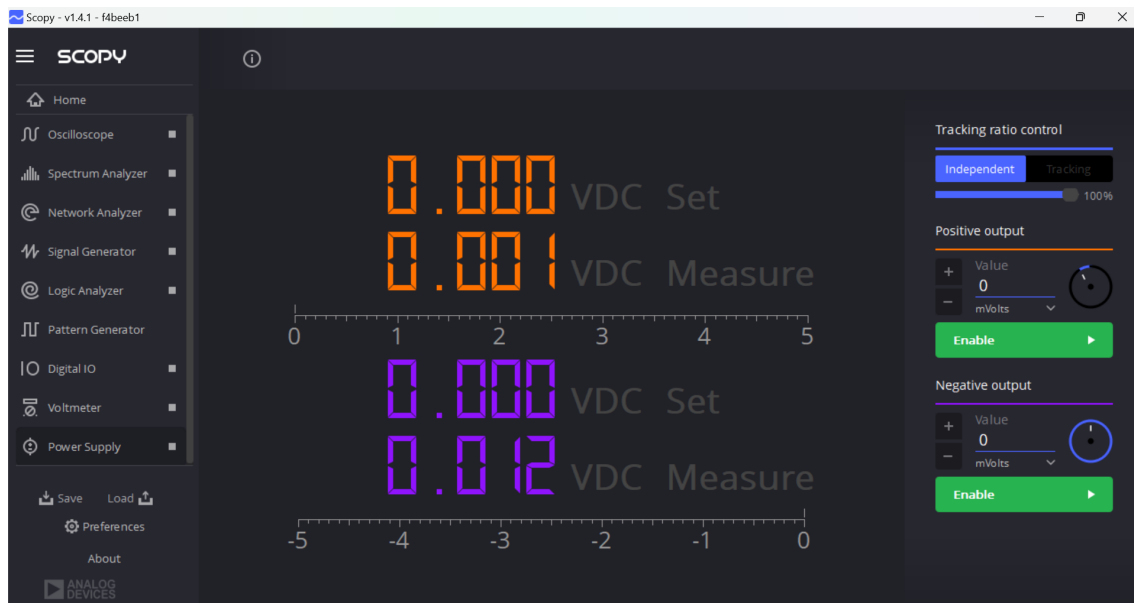 Scopy - v1.4.1 - f4beeb1
SCOPY
Home
Oscilloscope
Spectrum Analyzer
Network Analyzer
Signal Generator
Logic Analyzer
Pattern Generator
Digital IO
Voltmeter
Power Supply
Save Load
Preferences
About
ANALOG
DEVICES
0.000 VDC Set
0.001 VDC Measure
0 1 2 3 4 5
0.000 VDC Set
0.012 VDC Measure
-5 -4 -3 -2 -1 0
Tracking ratio control
Independent Tracking
100%
Positive output
+ Value
0
- mVolts
Enable
Negative output
+ Value
0
- mVolts
Enable